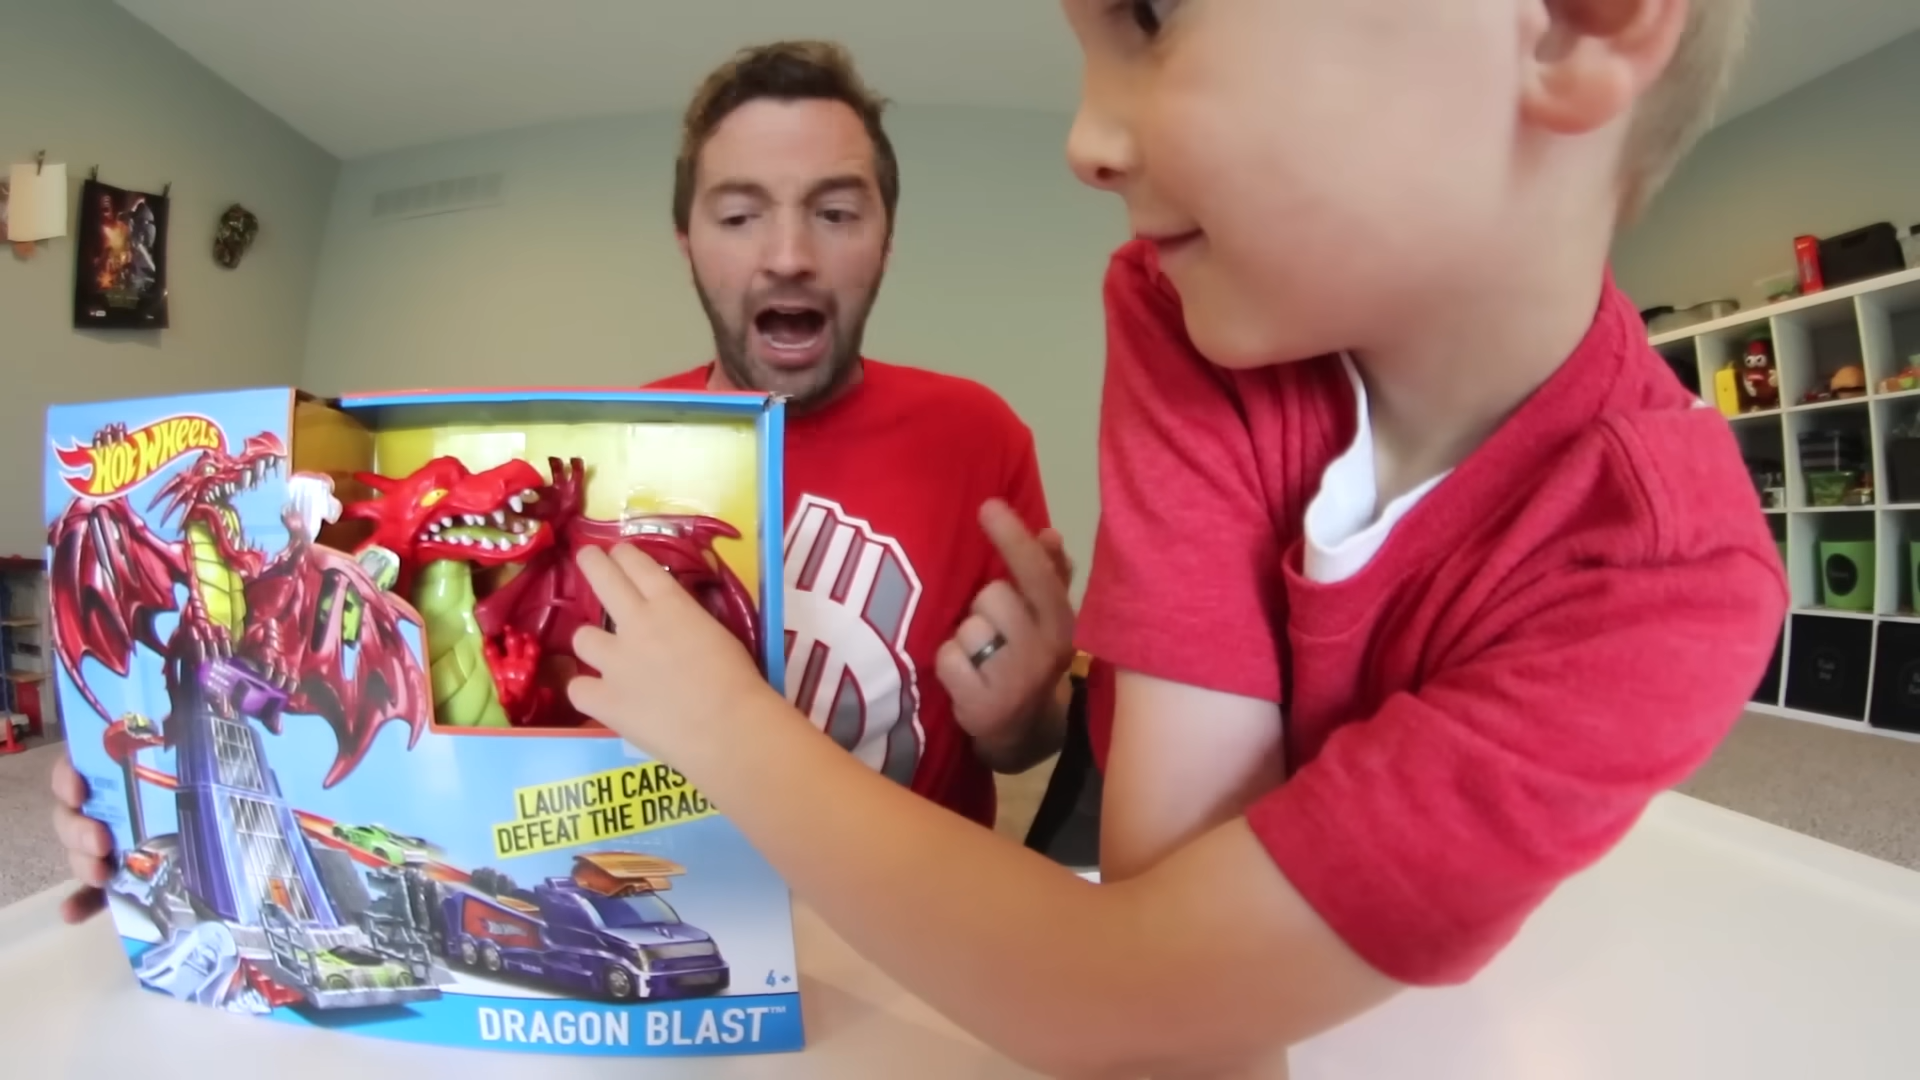 HOT WHEELS
LAUNCH CARS
DEFEAT THE DRAG
4+
DRAGON BLAST™